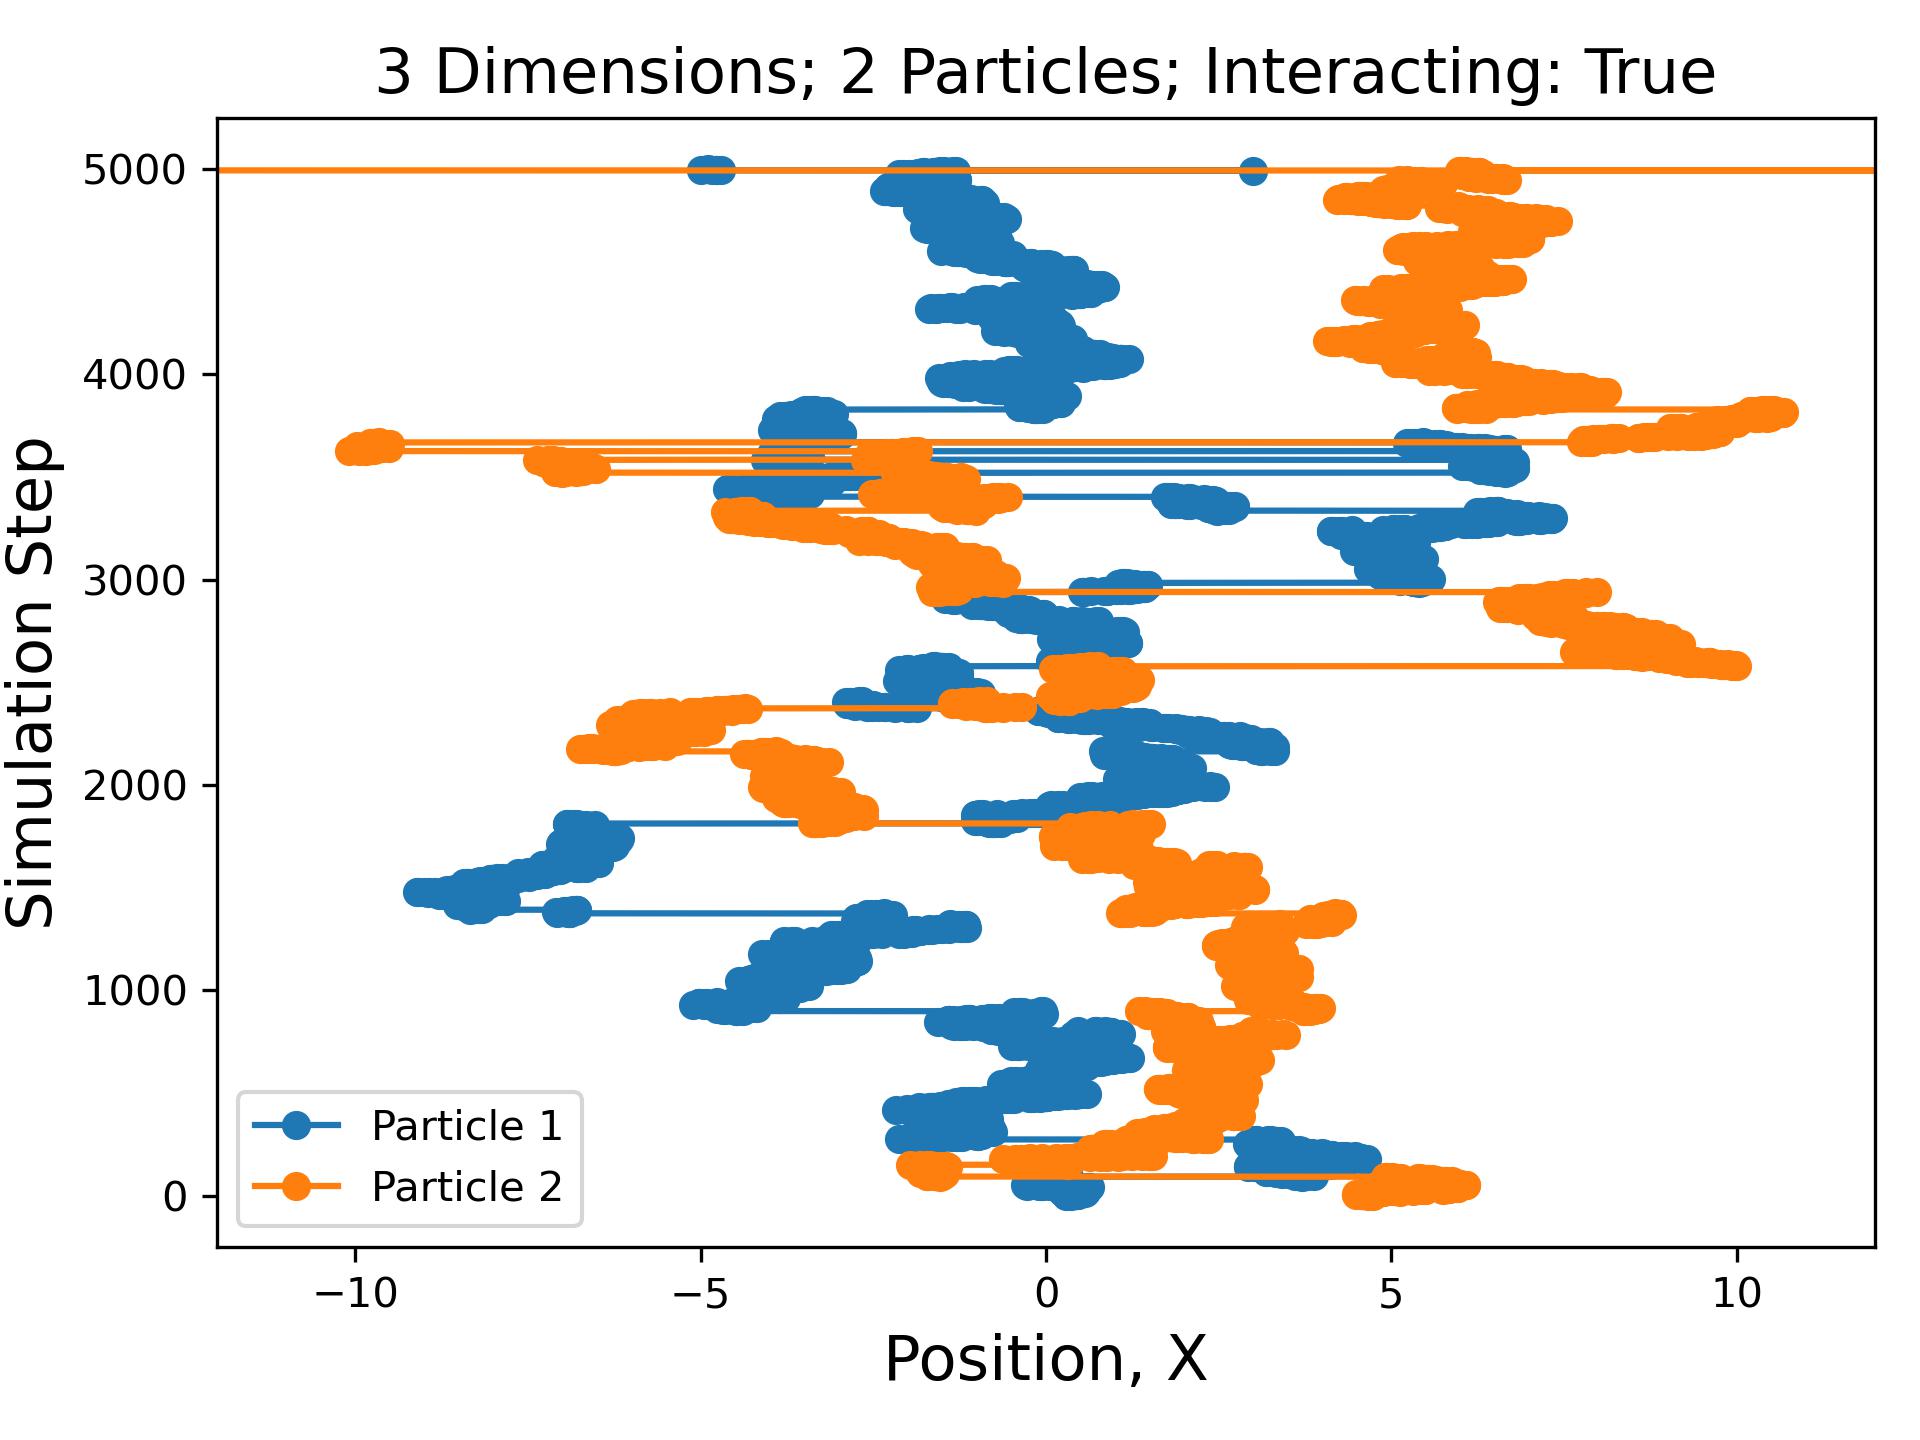 3 Dimensions; 2 Particles; Interacting: True
5000
4000
3000
2000
1000
0
Simulation Step
Particle 1
Particle 2
−10
−5
0
5
10
Position, X